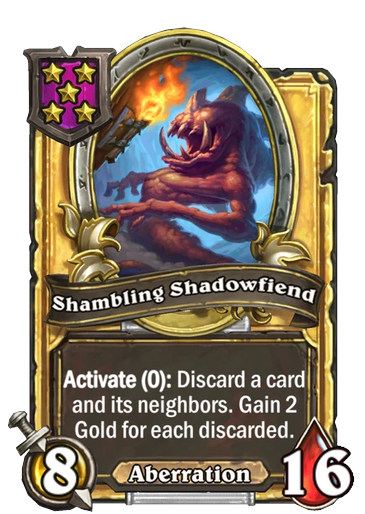 Shambling Shadowfiend
Activate (0): Discard a card
and its neighbors. Gain 2
Gold for each discarded.
8
Aberration
16